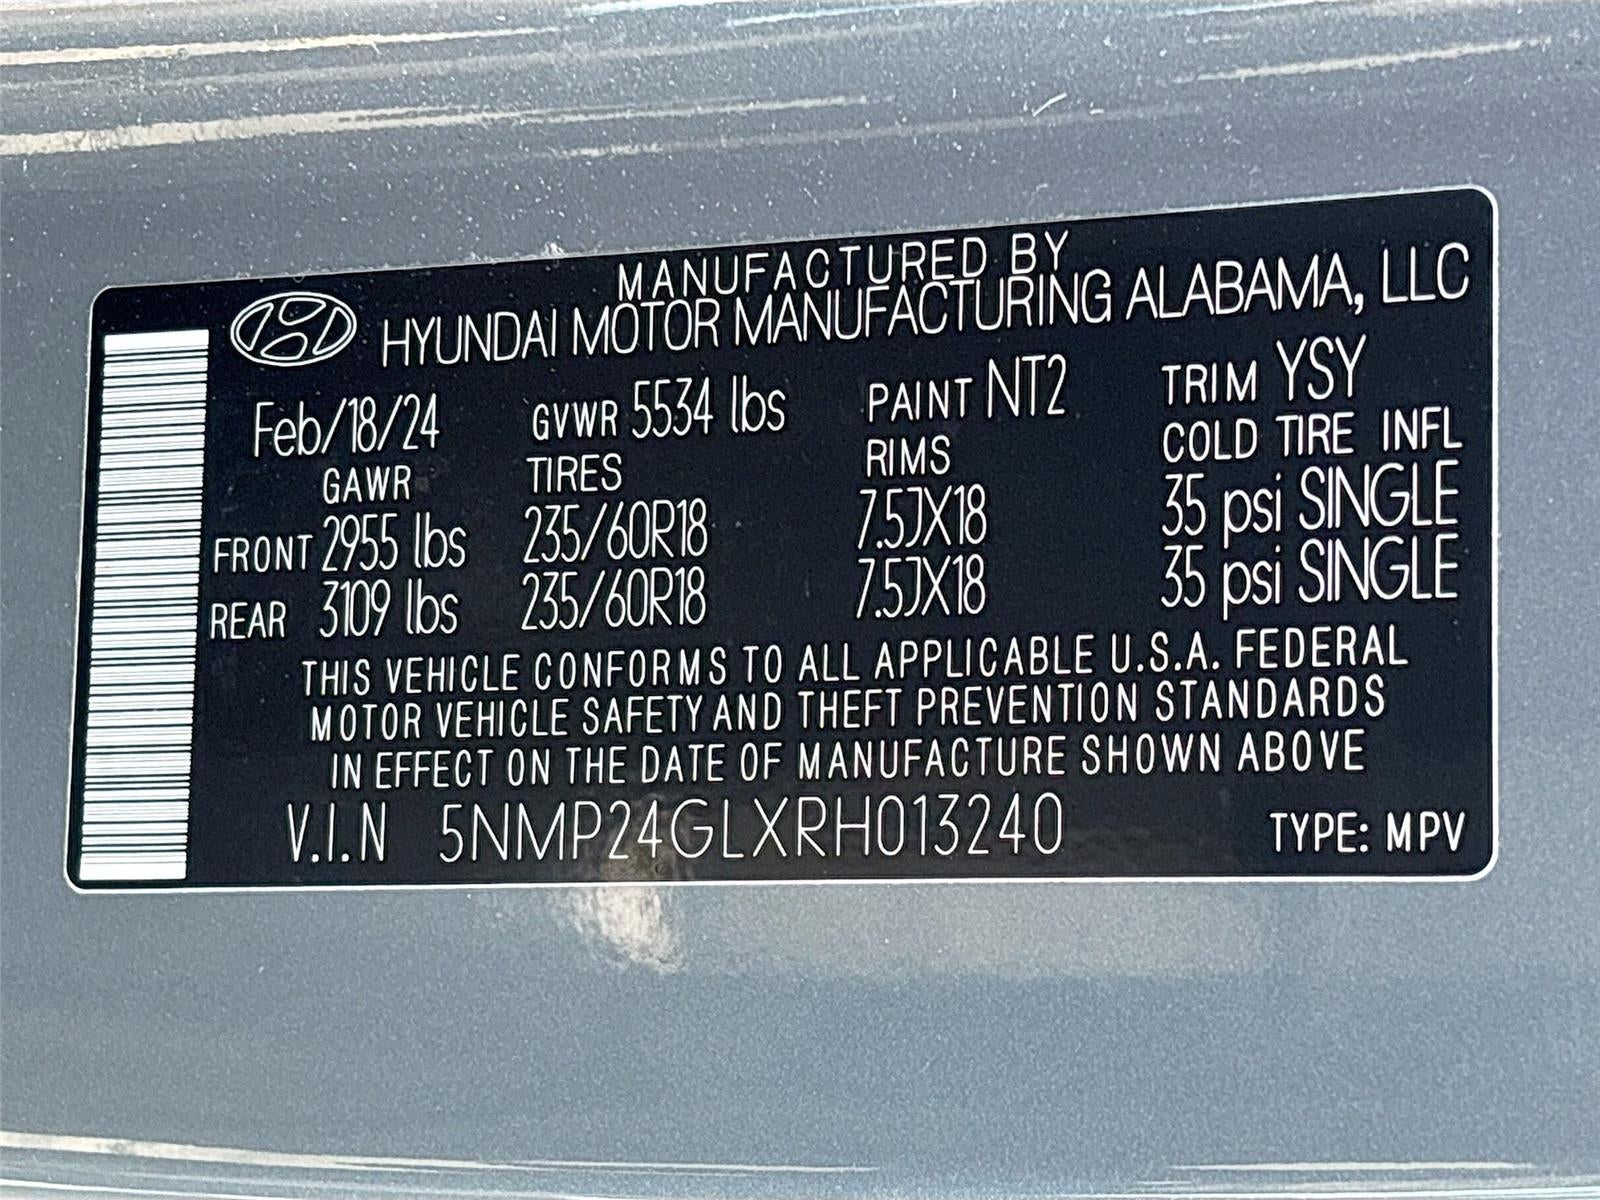 MANUFACTURED BY
HYUNDAI MOTOR MANUFACTURING ALABAMA, LLC
Feb/18/24 GVWR 5534 lbs PAINT NT2 TRIM YSY
GAWR TIRES RIMS COLD TIRE INFL
FRONT 2955 lbs 235/60R18 7.5JX18 35 psi SINGLE
REAR 3109 lbs 235/60R18 7.5JX18 35 psi SINGLE
THIS VEHICLE CONFORMS TO ALL APPLICABLE U.S.A. FEDERAL
MOTOR VEHICLE SAFETY AND THEFT PREVENTION STANDARDS
IN EFFECT ON THE DATE OF MANUFACTURE SHOWN ABOVE
V.I.N 5NMP24GLXRH013240 TYPE: MPV